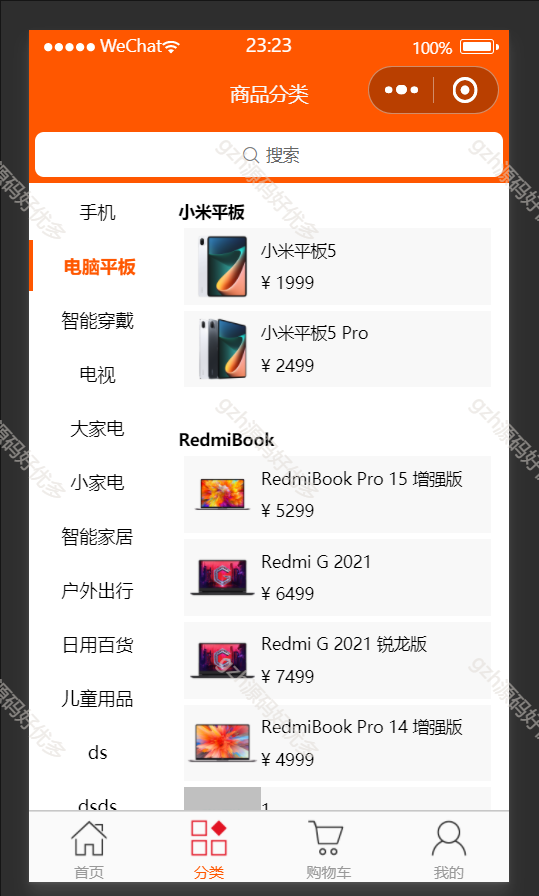 WeChat 23:23 100%
商品分类
搜索
手机
电脑平板
智能穿戴
电视
大家电
小家电
智能家居
户外出行
日用百货
儿童用品
ds
dsds
小米平板
小米平板5
¥ 1999
小米平板5 Pro
¥ 2499
RedmiBook
RedmiBook Pro 15 增强版
¥ 5299
Redmi G 2021
¥ 6499
Redmi G 2021 锐龙版
¥ 7499
RedmiBook Pro 14 增强版
¥ 4999
1
首页
分类
购物车
我的
gzh源码好优多
gzh源码好优多
源码好优多
gzh源码好优多
gzh源码好优多
源码好优多
gzh源码好优多
gzh源码好优多
源码好优多